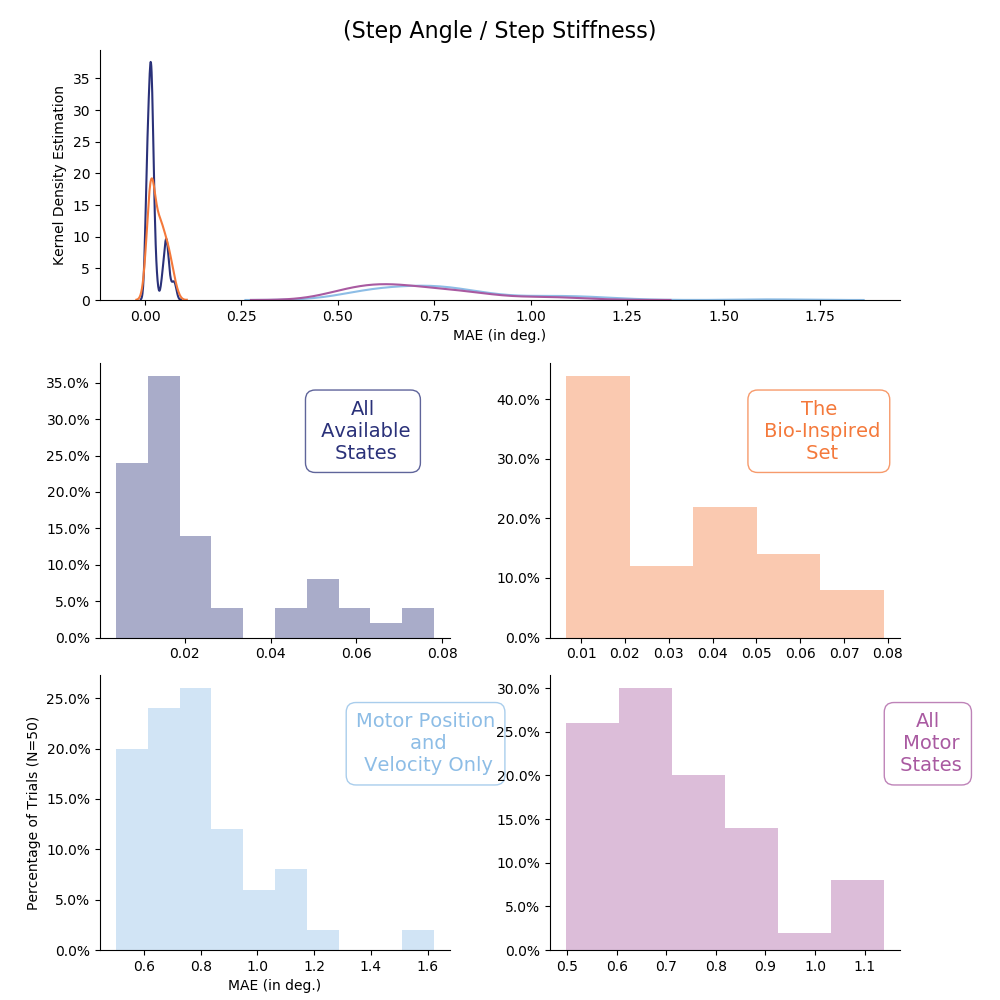 (Step Angle / Step Stiffness)
Kernel Density Estimation
35
30
25
20
15
10
5
0
0.00 0.25 0.50 0.75 1.00 1.25 1.50 1.75
MAE (in deg.)
35.0%
30.0%
25.0%
20.0%
15.0%
10.0%
5.0%
0.0%
0.02 0.04 0.06 0.08
All
Available
States
40.0%
30.0%
20.0%
10.0%
0.0%
0.01 0.02 0.03 0.04 0.05 0.06 0.07 0.08
The
Bio-Inspired
Set
Percentage of Trials (N=50)
25.0%
20.0%
15.0%
10.0%
5.0%
0.0%
0.6 0.8 1.0 1.2 1.4 1.6
MAE (in deg.)
Motor Position
and
Velocity Only
30.0%
25.0%
20.0%
15.0%
10.0%
5.0%
0.0%
0.5 0.6 0.7 0.8 0.9 1.0 1.1
All
Motor
States